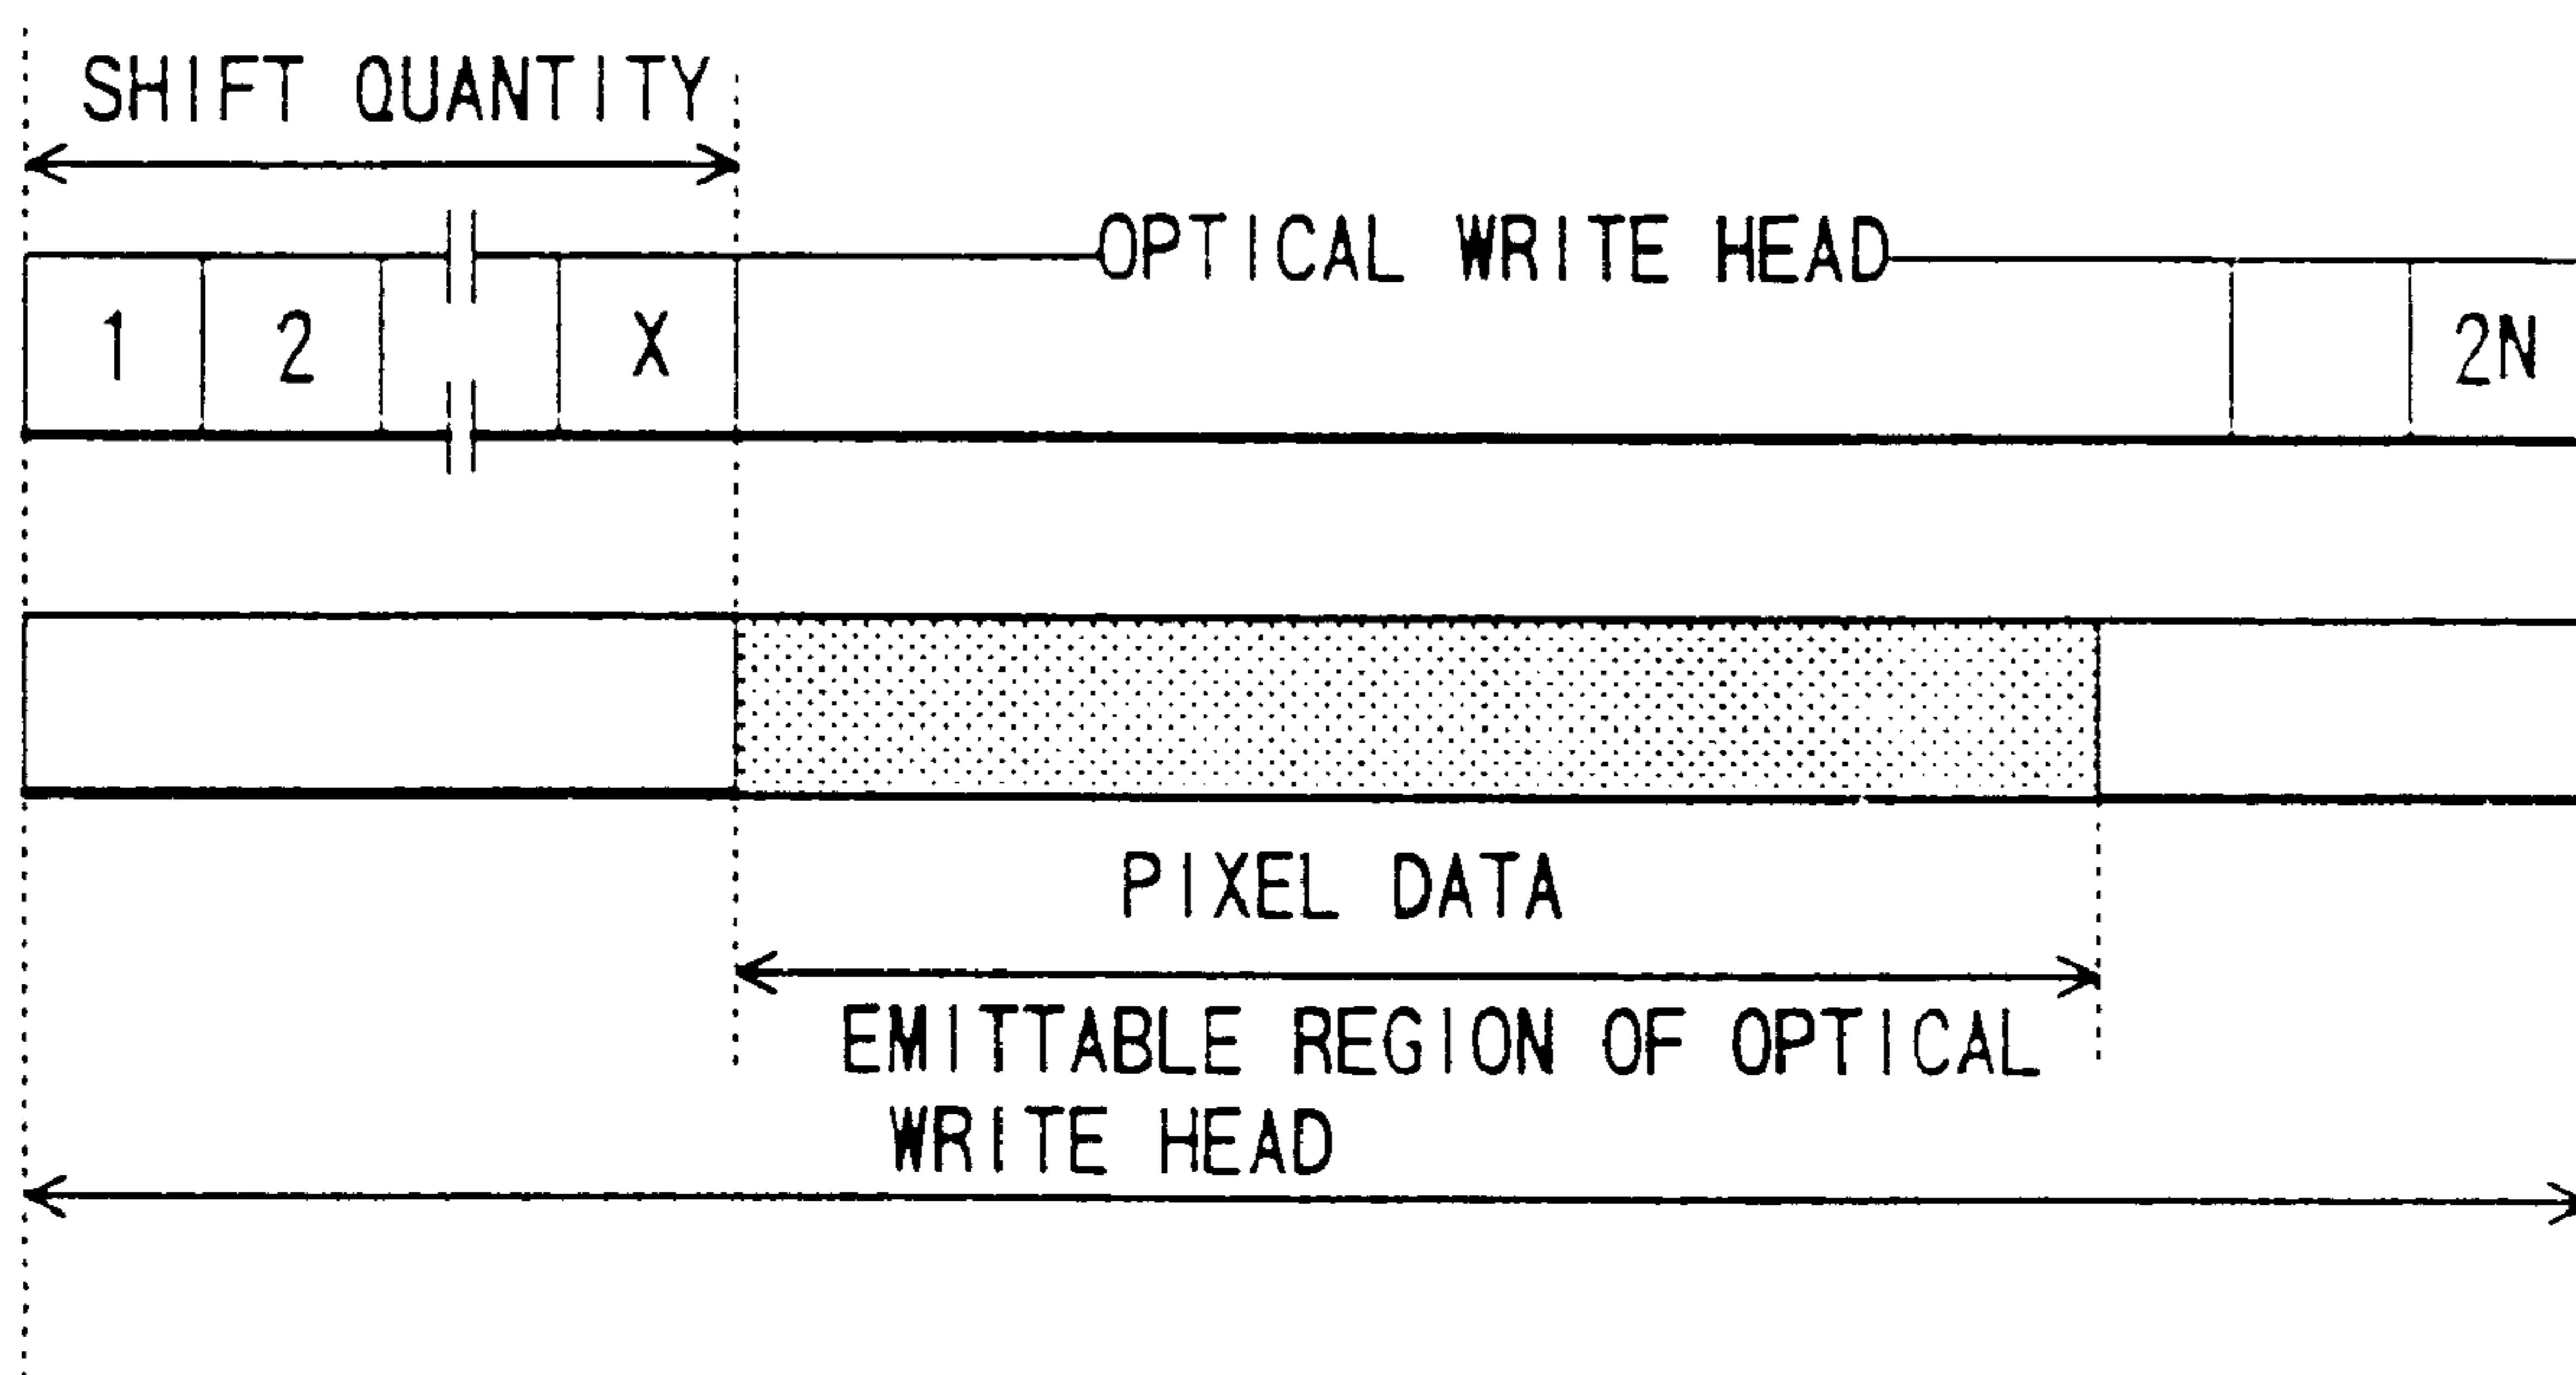 SHIFT QUANTITY
OPTICAL WRITE HEAD
1 2 X 2N
PIXEL DATA
EMITTABLE REGION OF OPTICAL
WRITE HEAD